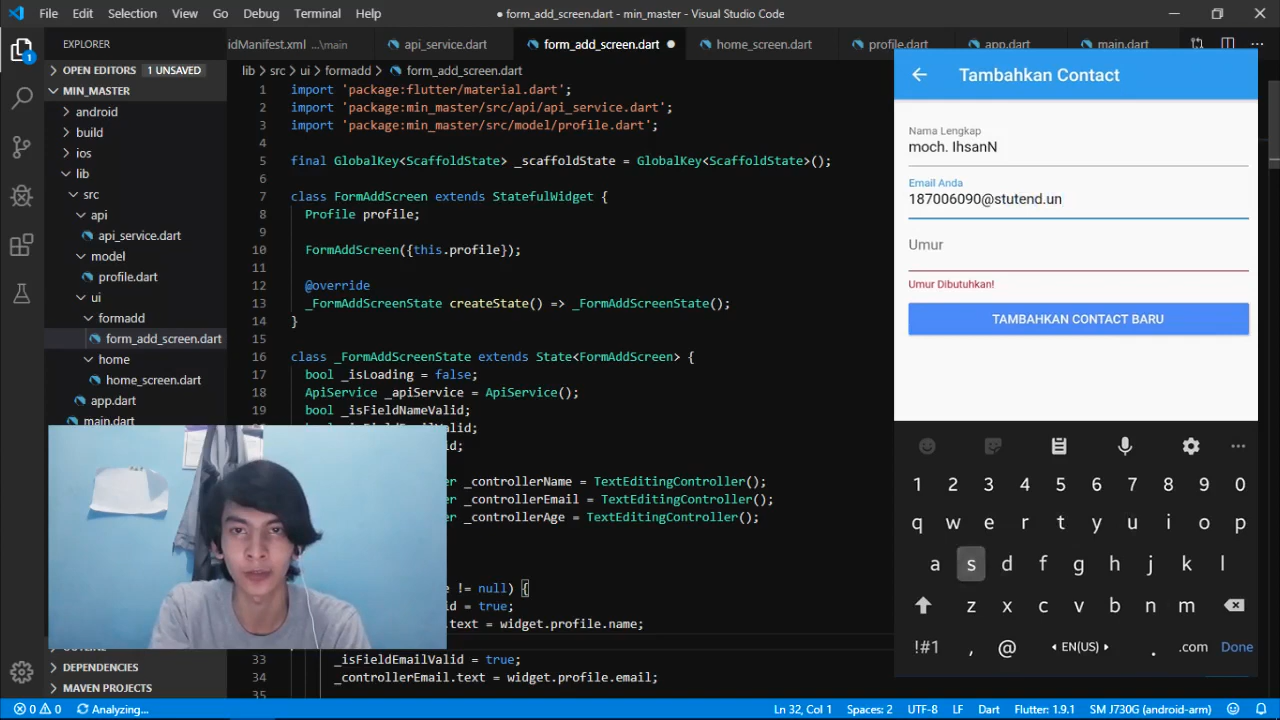 File Edit Selection View Go Debug Terminal Help
● form_add_screen.dart - min_master - Visual Studio Code
EXPLORER
idManifest.xml ...\main
api_service.dart
form_add_screen.dart ●
home_screen.dart
profile.dart
app.dart
main.dart
OPEN EDITORS 1 UNSAVED
MIN_MASTER
android
build
ios
lib
src
api
api_service.dart
model
profile.dart
ui
formadd
form_add_screen.dart
home
home_screen.dart
app.dart
main.dart
DEPENDENCIES
MAVEN PROJECTS
lib > src > ui > formadd > form_add_screen.dart
1 import 'package:flutter/material.dart';
2 import 'package:min_master/src/api/api_service.dart';
3 import 'package:min_master/src/model/profile.dart';
4
5 final GlobalKey<ScaffoldState> _scaffoldState = GlobalKey<ScaffoldState>();
6
7 class FormAddScreen extends StatefulWidget {
8 Profile profile;
9
10 FormAddScreen({this.profile});
11
12 @override
13 _FormAddScreenState createState() => _FormAddScreenState();
14 }
15
16 class _FormAddScreenState extends State<FormAddScreen> {
17 bool _isLoading = false;
18 ApiService _apiService = ApiService();
19 bool _isFieldNameValid;
_controllerName = TextEditingController();
_controllerEmail = TextEditingController();
_controllerAge = TextEditingController();
!= null) {
= true;
.text = widget.profile.name;
33 _isFieldEmailValid = true;
34 _controllerEmail.text = widget.profile.email;
35
Tambahkan Contact
Nama Lengkap
moch. IhsanN
Email Anda
187006090@stutend.un
Umur
Umur Dibutuhkan!
TAMBAHKAN CONTACT BARU
1 2 3 4 5 6 7 8 9 0
q w e r t y u i o p
a s d f g h j k l
z x c v b n m
!#1 , @ EN(US) . .com Done
0 0 Analyzing...
Ln 32, Col 1 Spaces: 2 UTF-8 LF Dart Flutter: 1.9.1 SM J730G (android-arm)
1